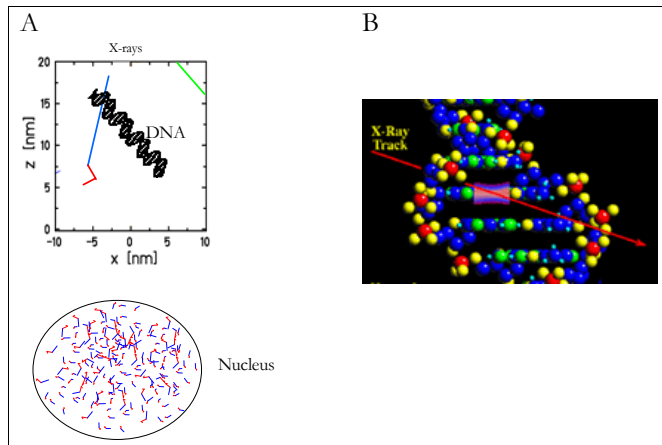 A
X-rays
20
15
10
5
0
z [nm]
DNA
-10 -5 0 5 10
x [nm]
Nucleus
B
X-Ray
Track